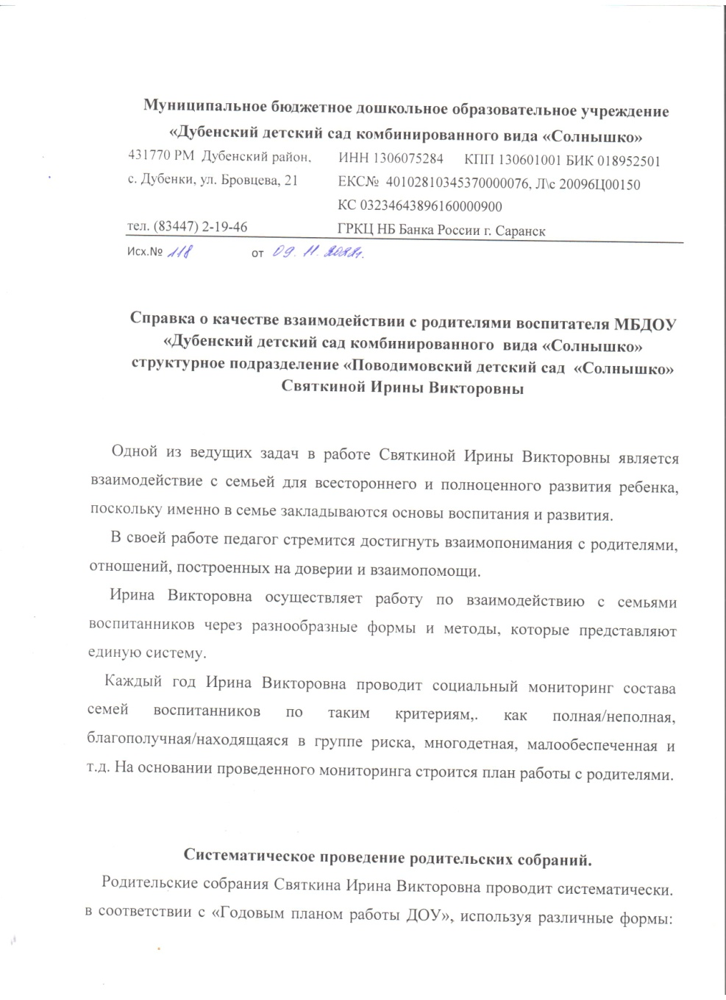 Муниципальное бюджетное дошкольное образовательное учреждение
«Дубенский детский сад комбинированного вида «Солнышко»
431770 РМ  Дубенский район,  ИНН 1306075284  КПП 130601001 БИК 018952501
с. Дубенки, ул. Бровцева, 21  ЕКС№  40102810345370000076, Л\с 20096Ц00150
КС 03234643896160000900
тел. (83447) 2-19-46  ГРКЦ НБ Банка России г. Саранск
Исх.№ 118  от 09.11.2022г.
Справка о качестве взаимодействии с родителями воспитателя МБДОУ
«Дубенский детский сад комбинированного  вида «Солнышко»
структурное подразделение «Поводимовский детский сад  «Солнышко»
Святкиной Ирины Викторовны
Одной из ведущих задач в работе Святкиной Ирины Викторовны является
взаимодействие с семьей для всестороннего и полноценного развития ребенка,
поскольку именно в семье закладываются основы воспитания и развития.
В своей работе педагог стремится достигнуть взаимопонимания с родителями,
отношений, построенных на доверии и взаимопомощи.
Ирина Викторовна осуществляет работу по взаимодействию с семьями
воспитанников через разнообразные формы и методы, которые представляют
единую систему.
Каждый год Ирина Викторовна проводит социальный мониторинг состава
семей воспитанников по таким критериям,. как полная/неполная,
благополучная/находящаяся в группе риска, многодетная, малообеспеченная и
т.д. На основании проведенного мониторинга строится план работы с родителями.
Систематическое проведение родительских собраний.
Родительские собрания Святкина Ирина Викторовна проводит систематически.
в соответствии с «Годовым планом работы ДОУ», используя различные формы: